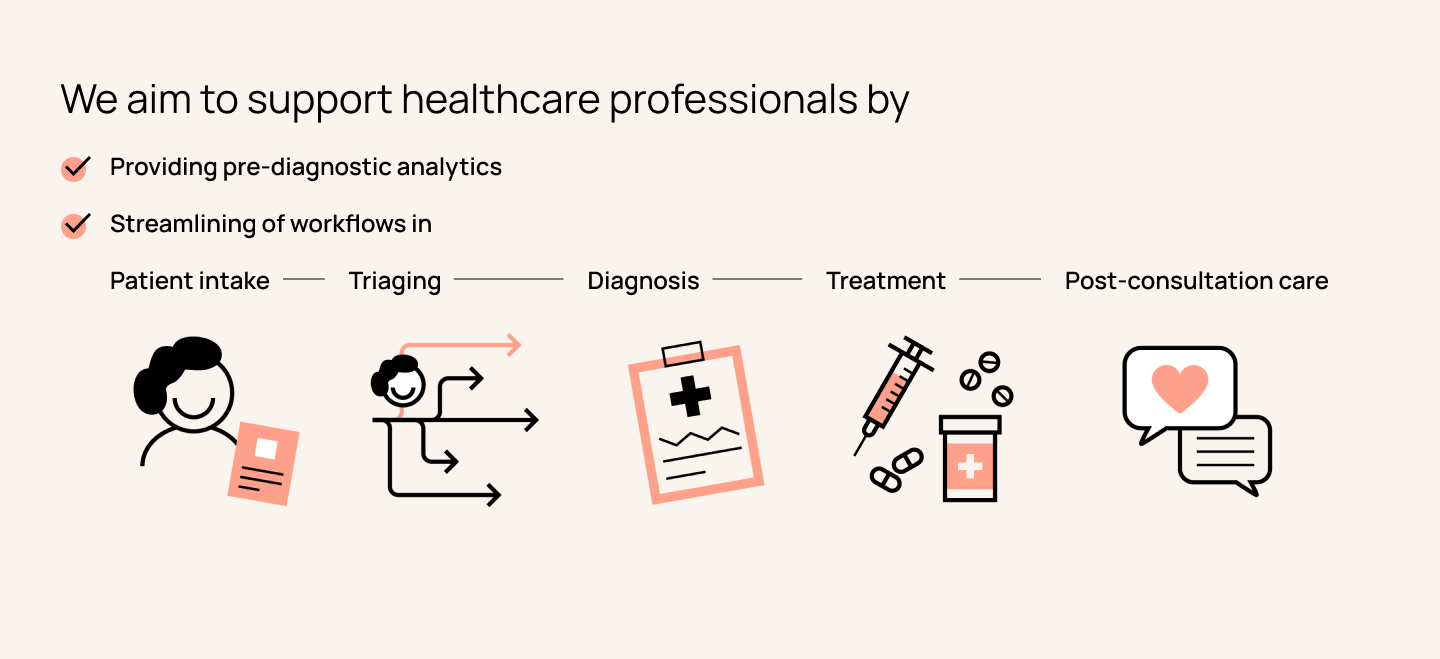 We aim to support healthcare professionals by
Providing pre-diagnostic analytics
Streamlining of workflows in
Patient intake
Triaging
Diagnosis
Treatment
Post-consultation care